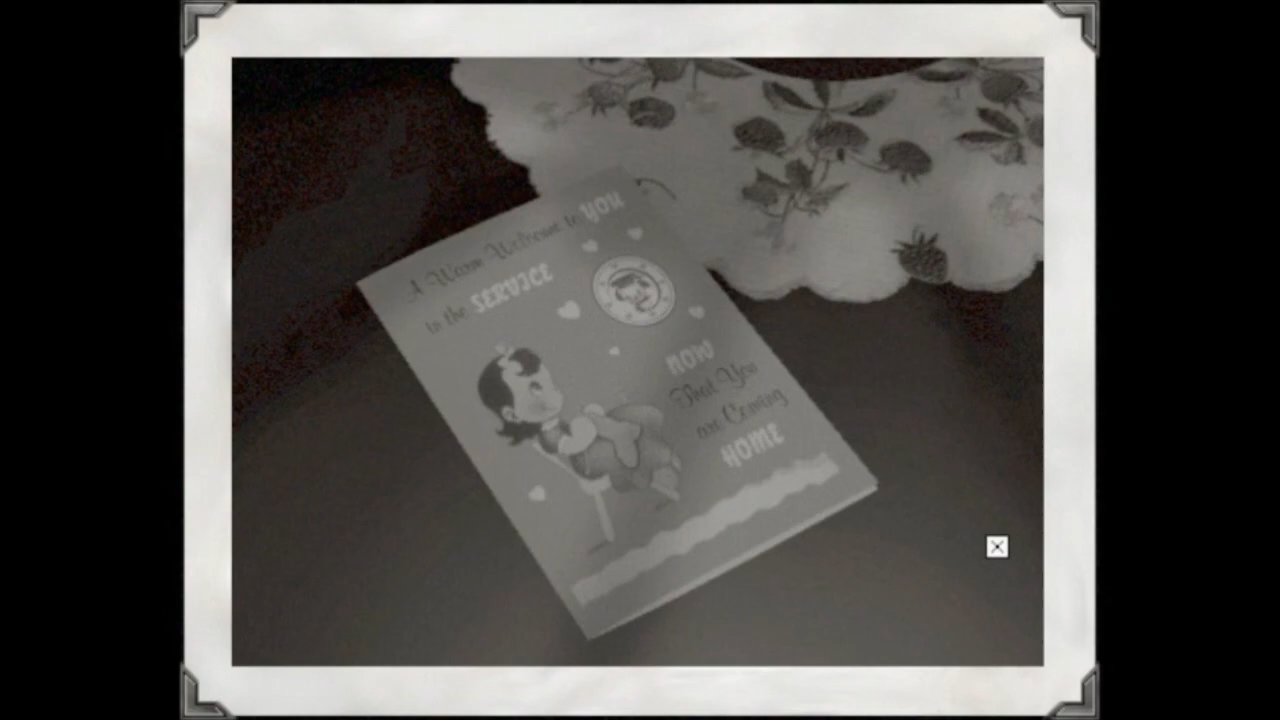 A Warm Welcome to YOU
to the SERVICE
NOW
That You
are Coming
HOME